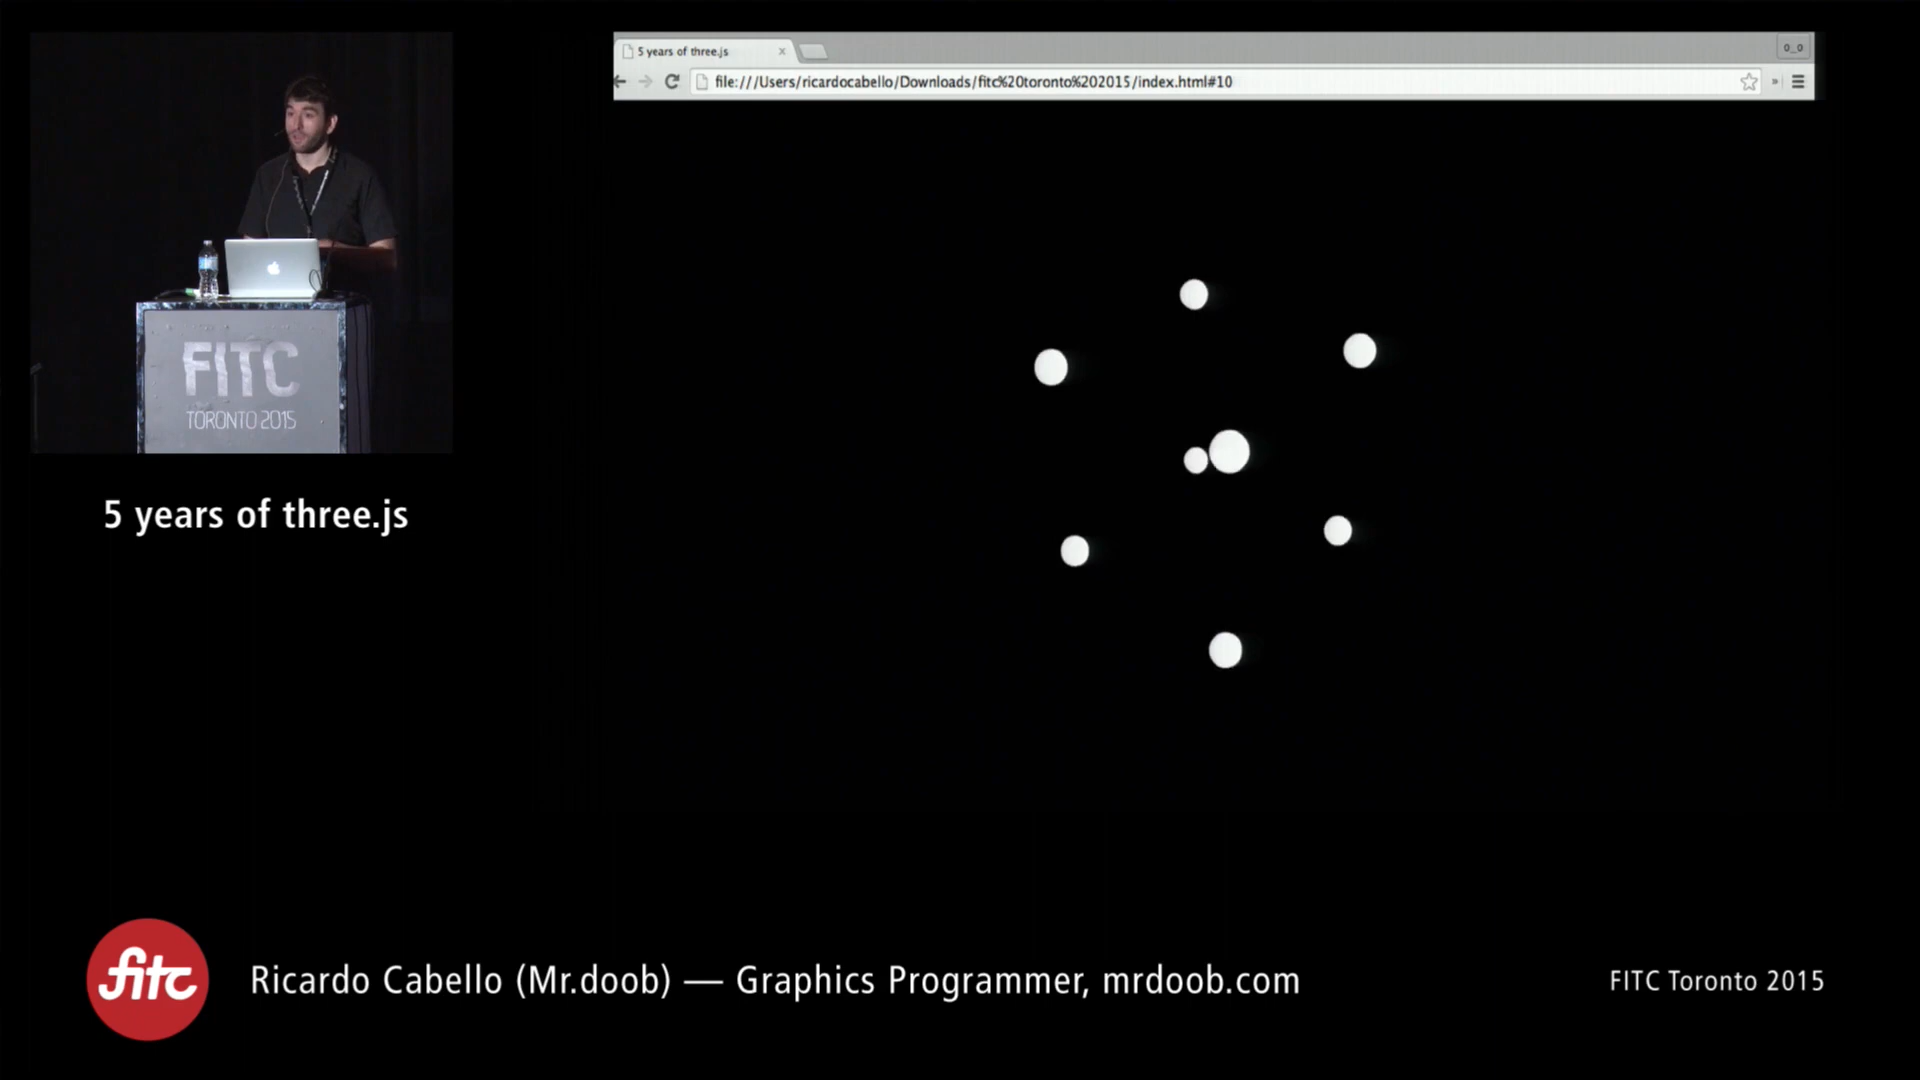 5 years of three.js
0_0
file:///Users/ricardocabello/Downloads/fitc%20toronto%202015/index.html#10
FITC
TORONTO 2015
5 years of three.js
fitc
Ricardo Cabello (Mr.doob) — Graphics Programmer, mrdoob.com
FITC Toronto 2015